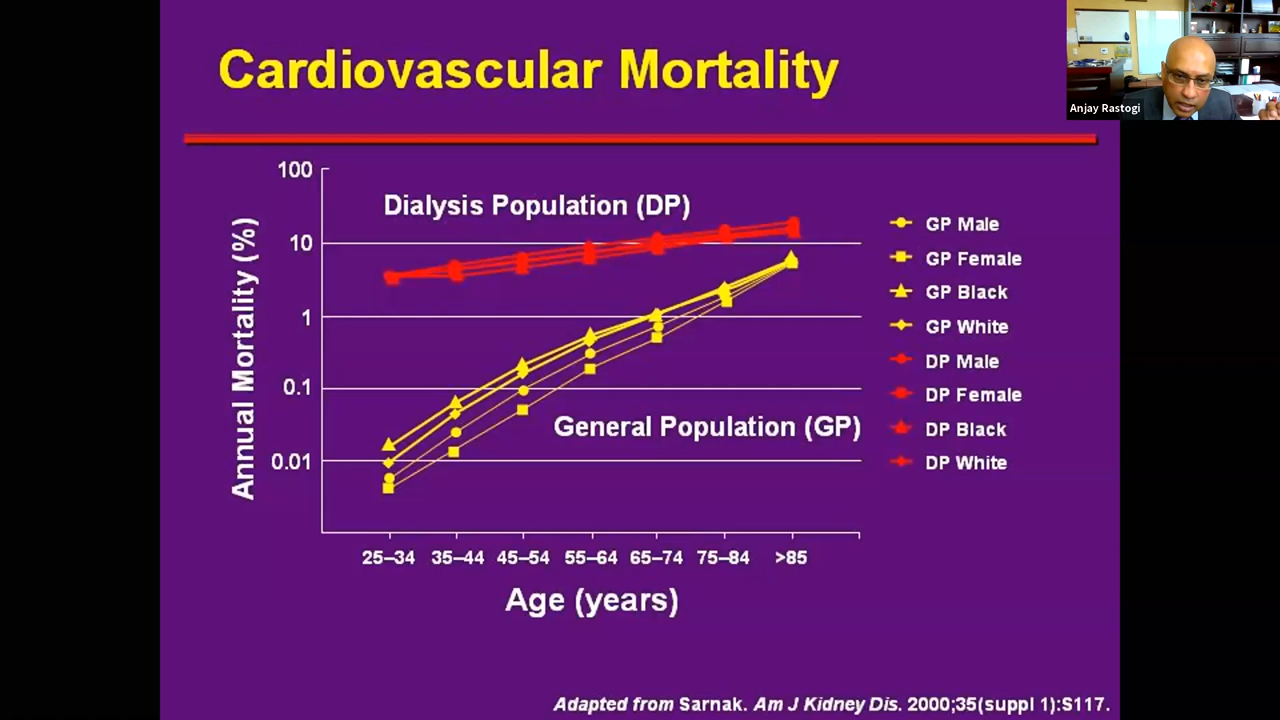 Cardiovascular Mortality
Anjay Rastogi
Annual Mortality (%)
100
10
1
0.1
0.01
Dialysis Population (DP)
General Population (GP)
GP Male
GP Female
GP Black
GP White
DP Male
DP Female
DP Black
DP White
25–34 35–44 45–54 55–64 65–74 75–84 >85
Age (years)
Adapted from Sarnak. Am J Kidney Dis. 2000;35(suppl 1):S117.